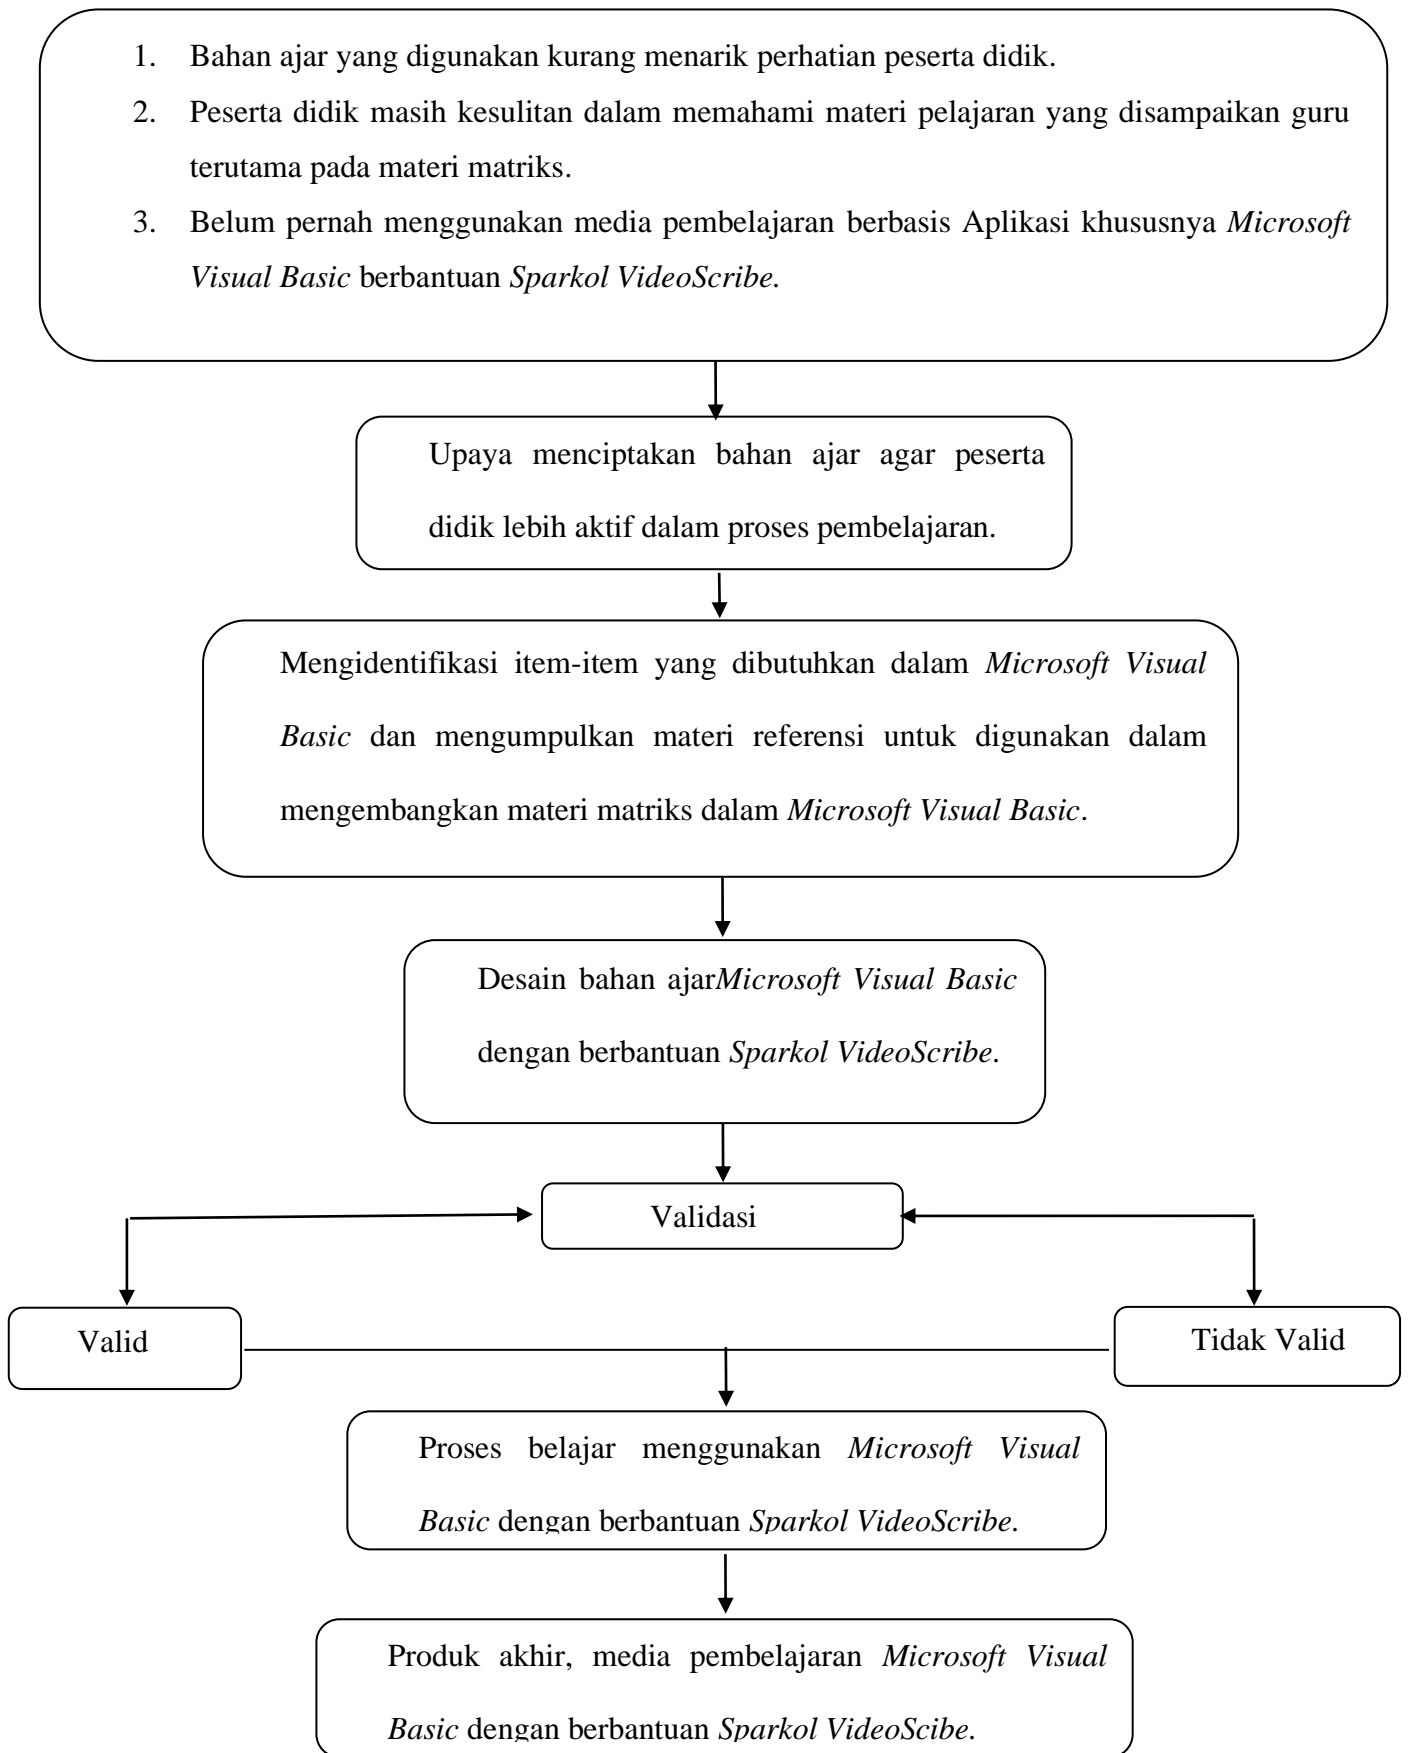 1. Bahan ajar yang digunakan kurang menarik perhatian peserta didik.
2. Peserta didik masih kesulitan dalam memahami materi pelajaran yang disampaikan guru
terutama pada materi matriks.
3. Belum pernah menggunakan media pembelajaran berbasis Aplikasi khususnya Microsoft
Visual Basic berbantuan Sparkol VideoScribe.
Upaya menciptakan bahan ajar agar peserta
didik lebih aktif dalam proses pembelajaran.
Mengidentifikasi item-item yang dibutuhkan dalam Microsoft Visual
Basic dan mengumpulkan materi referensi untuk digunakan dalam
mengembangkan materi matriks dalam Microsoft Visual Basic.
Desain bahan ajarMicrosoft Visual Basic
dengan berbantuan Sparkol VideoScribe.
Validasi
Valid
Tidak Valid
Proses belajar menggunakan Microsoft Visual
Basic dengan berbantuan Sparkol VideoScribe.
Produk akhir, media pembelajaran Microsoft Visual
Basic dengan berbantuan Sparkol VideoScibe.